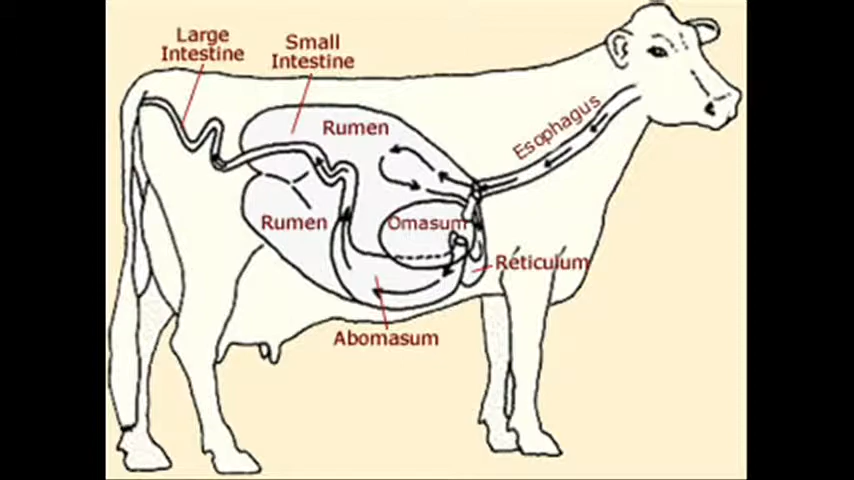 Large
Intestine
Small
Intestine
Rumen
Esophagus
Rumen
Omasum
Reticulum
Abomasum